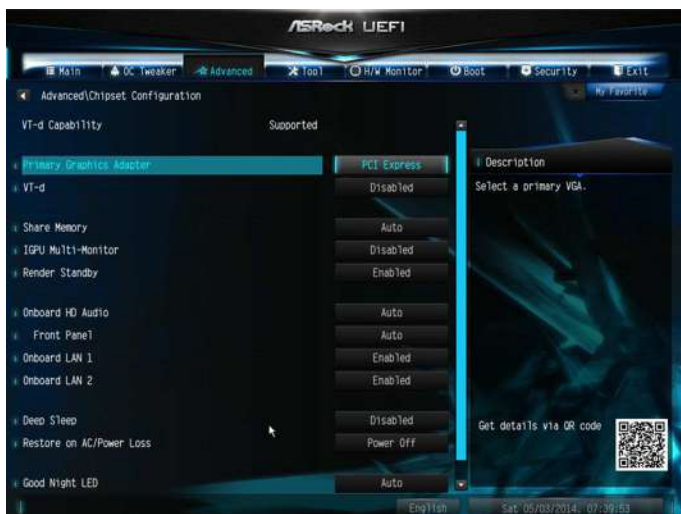 ASRock UEFI
Main OC Tweaker Advanced Tool H/W Monitor Boot Security Exit
Advanced\Chipset Configuration
My Favorite
VT-d Capability Supported
Primary Graphics Adapter PCI Express
VT-d Disabled
Share Memory Auto
IGPU Multi-Monitor Disabled
Render Standby Enabled
Onboard HD Audio Auto
Front Panel Auto
Onboard LAN 1 Enabled
Onboard LAN 2 Enabled
Deep Sleep Disabled
Restore on AC/Power Loss Power Off
Good Night LED Auto
Description
Select a primary VGA.
Get details via QR code
English
Sat 05/03/2014, 07:39:53